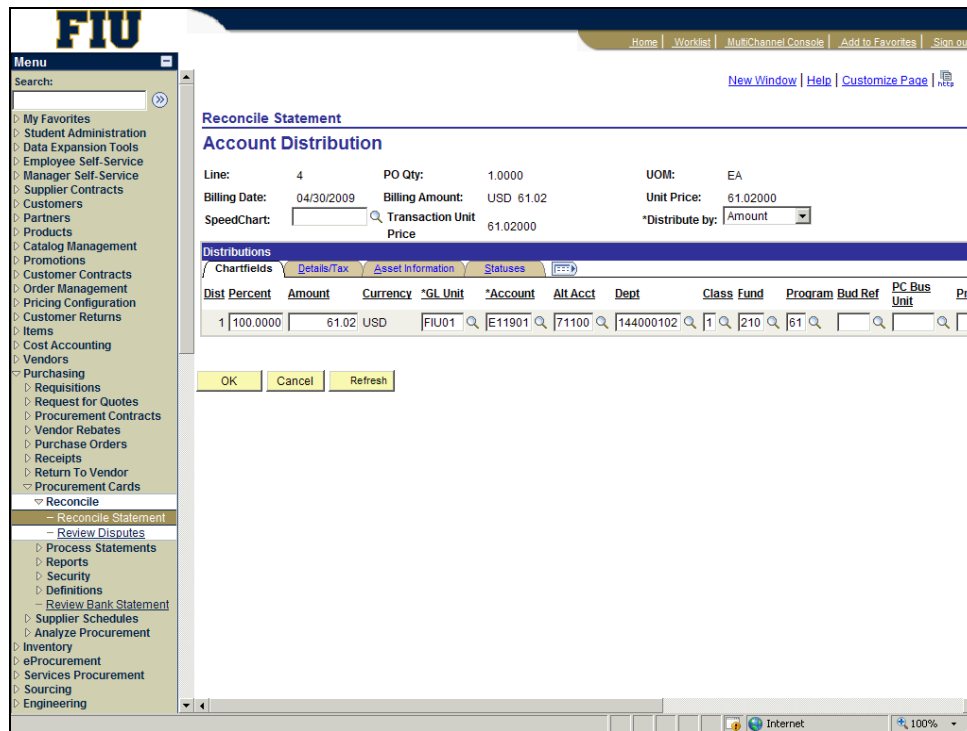 FIU
Home | Worklist | MultiChannel Console | Add to Favorites | Sign ou
Menu
Search:
New Window | Help | Customize Page | http
My Favorites
Student Administration
Data Expansion Tools
Employee Self-Service
Manager Self-Service
Supplier Contracts
Customers
Partners
Products
Catalog Management
Promotions
Customer Contracts
Order Management
Pricing Configuration
Customer Returns
Items
Cost Accounting
Vendors
Purchasing
Requisitions
Request for Quotes
Procurement Contracts
Vendor Rebates
Purchase Orders
Receipts
Return To Vendor
Procurement Cards
Reconcile
Reconcile Statement
Review Disputes
Process Statements
Reports
Security
Definitions
Review Bank Statement
Supplier Schedules
Analyze Procurement
Inventory
eProcurement
Services Procurement
Sourcing
Engineering
Reconcile Statement
Account Distribution
Line: 4 PO Qty: 1.0000 UOM: EA
Billing Date: 04/30/2009 Billing Amount: USD 61.02 Unit Price: 61.02000
SpeedChart: Transaction Unit Price 61.02000 *Distribute by: Amount
Distributions
Chartfields Details/Tax Asset Information Statuses
Dist Percent Amount Currency *GL Unit *Account Alt Acct Dept Class Fund Program Bud Ref PC Bus Unit Pr
1 100.0000 61.02 USD FIU01 E11901 71100 144000102 1 210 61
OK Cancel Refresh
Internet 100%